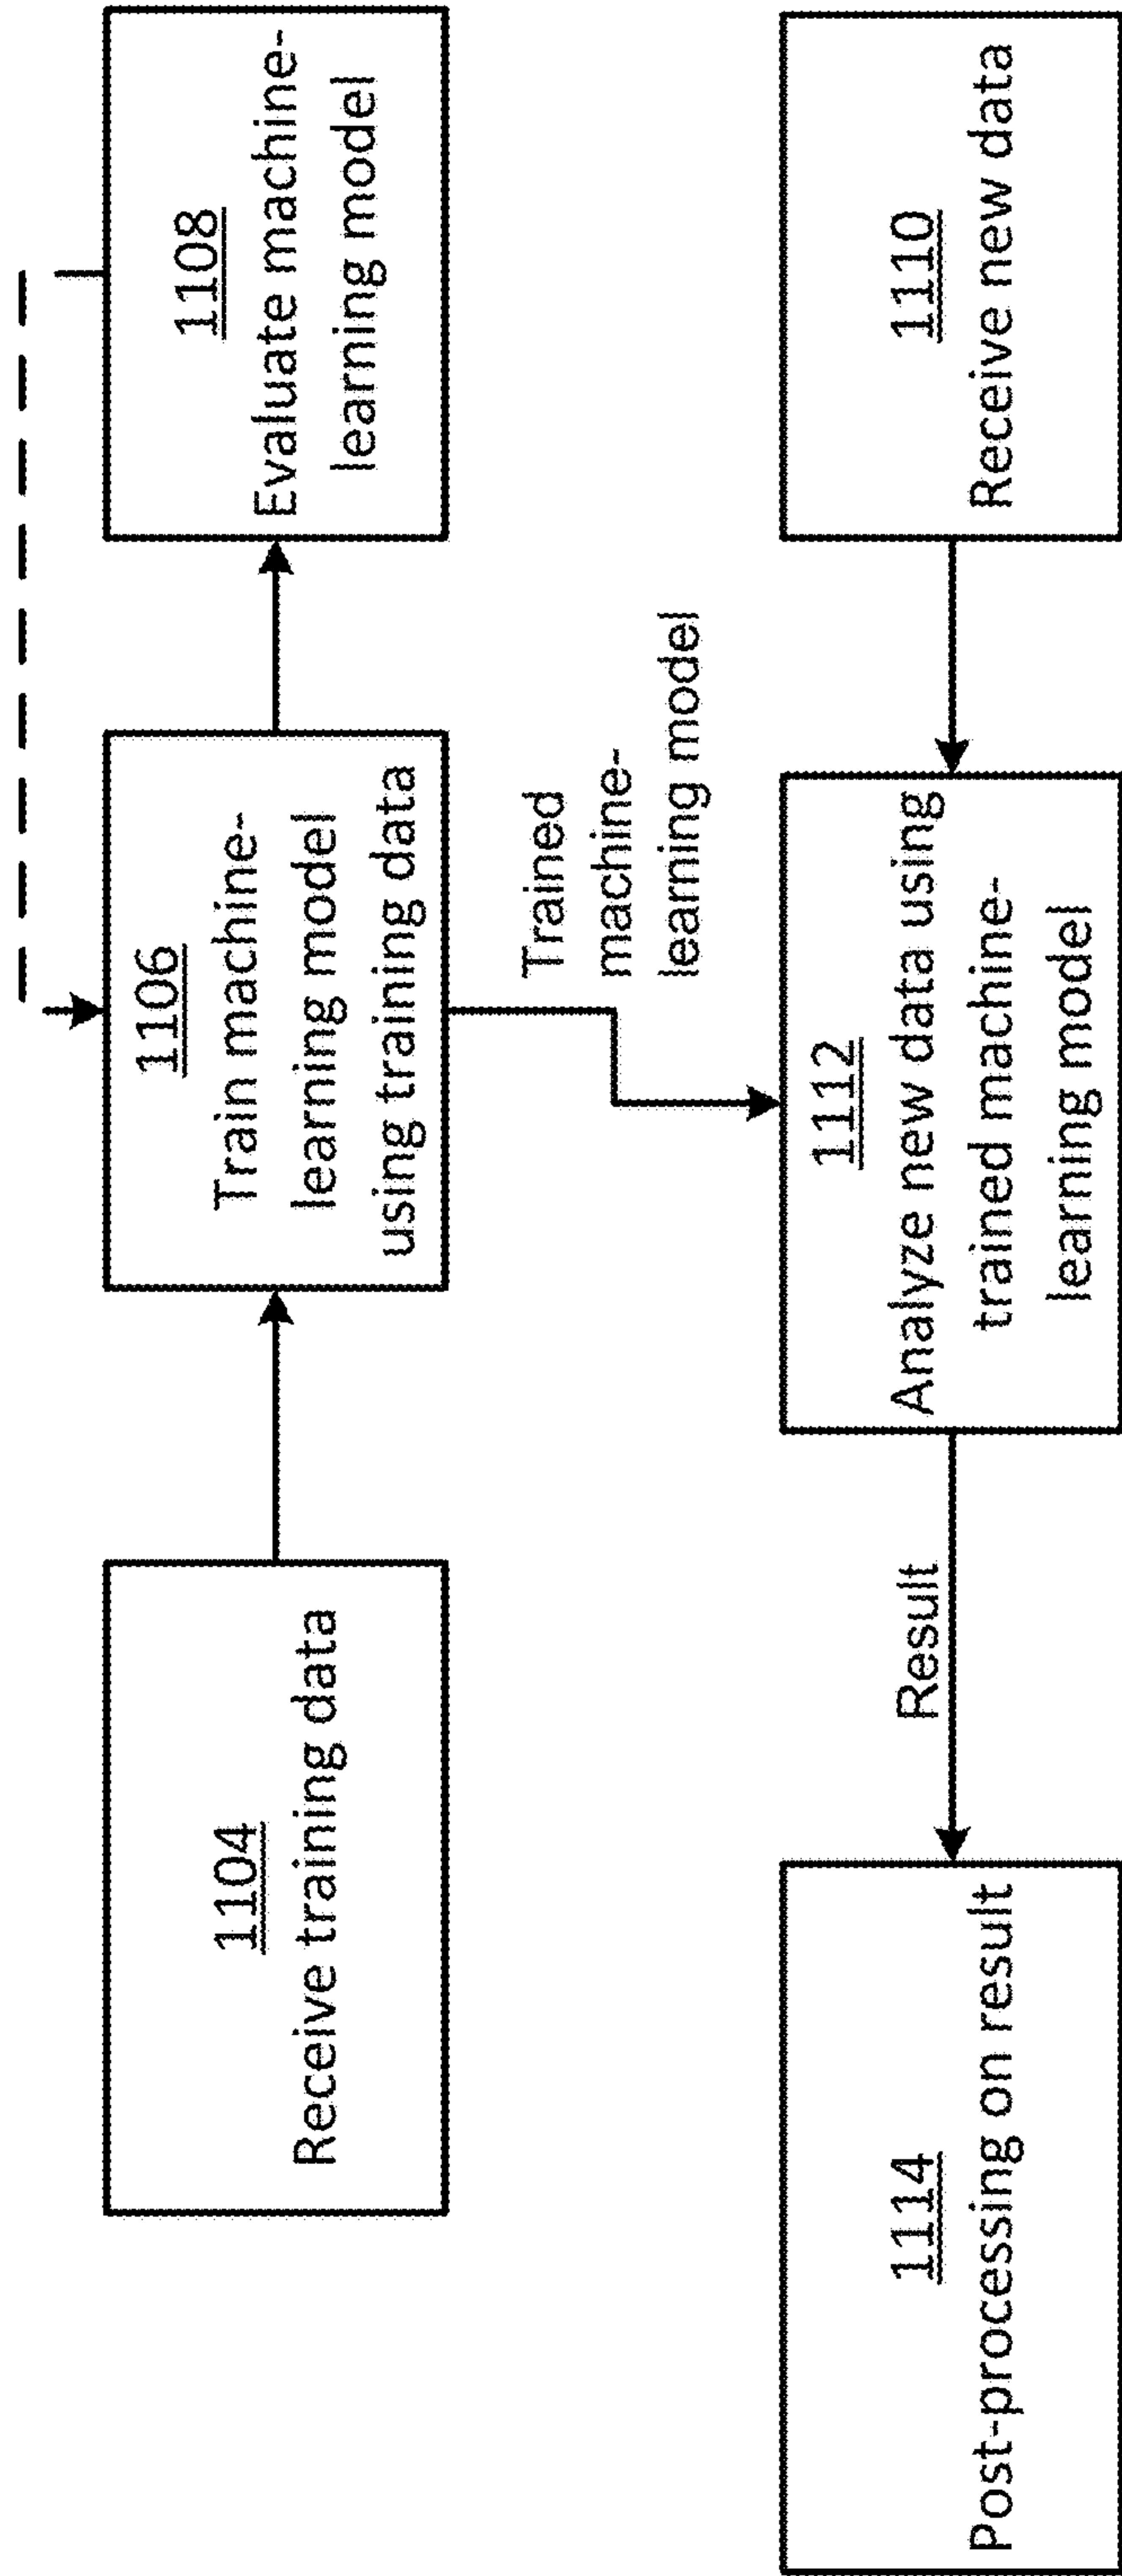 1104
Receive training data
1106
Train machine-
learning model
using training data
1108
Evaluate machine-
learning model
Trained
machine-
learning model
1114
Post-processing on result
Result
1112
Analyze new data using
trained machine-
learning model
1110
Receive new data